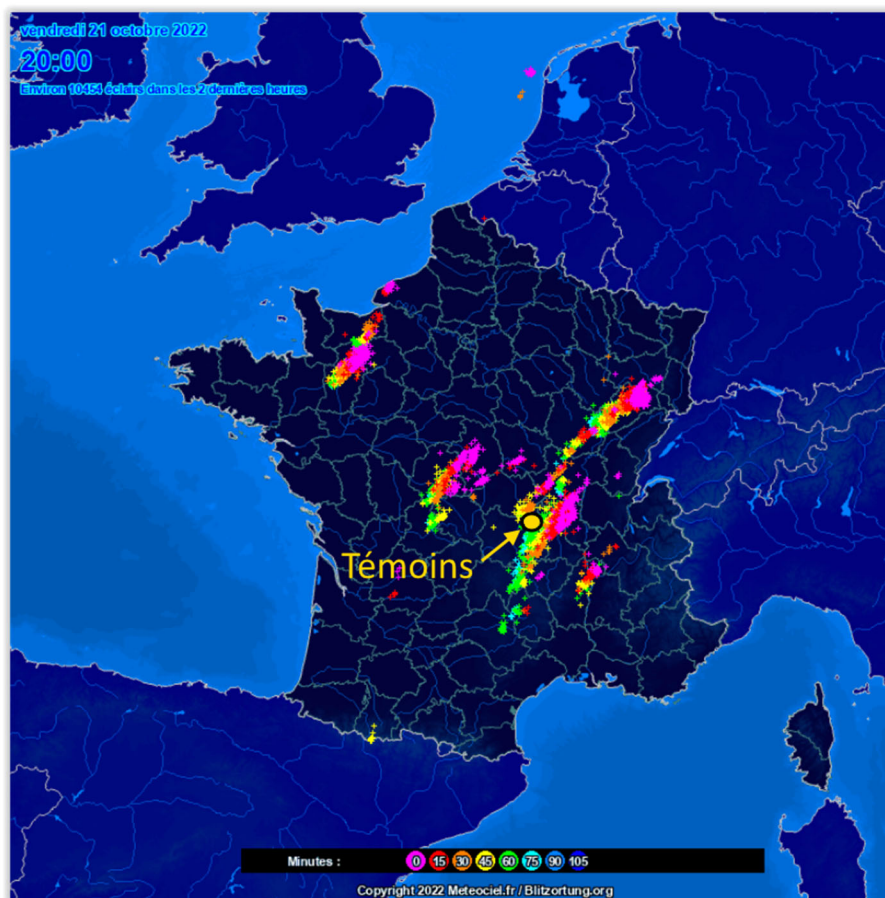 vendredi 21 octobre 2022
20:00
Environ 10454 éclairs dans les 2 dernières heures
Témoins
Minutes : 0 15 30 45 60 75 90 105
Copyright 2022 Meteociel.fr / Blitzortung.org